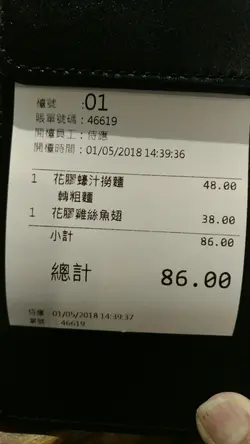 檯號 :01
賬單號碼：46619
開檯員工：侍應
開檯時間：01/05/2018 14:39:36
1 花膠蠔汁撈麵 48.00
轉粗麵
1 花膠雞絲魚翅 38.00
小計 86.00
總計 86.00
01/05/2018 14:39:37
單號 :46619